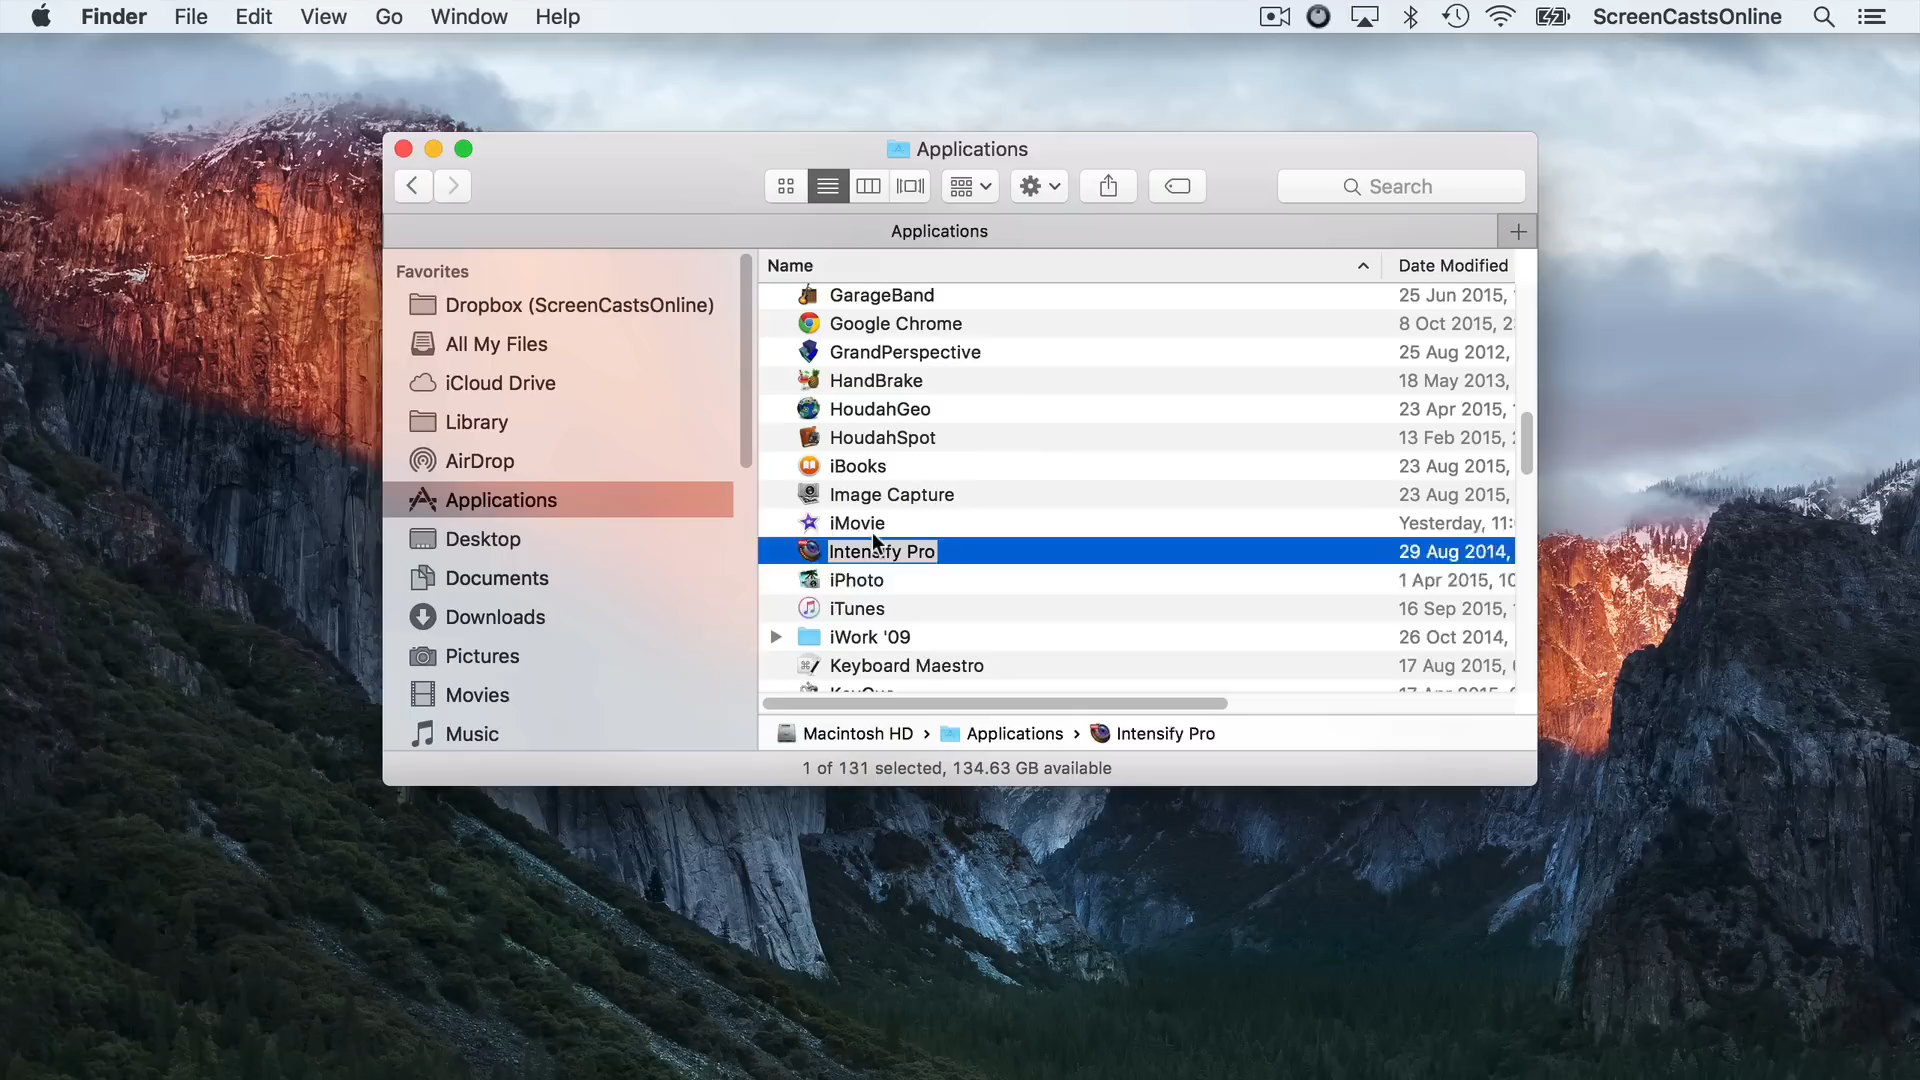 Finder File Edit View Go Window Help ScreenCastsOnline
Applications
Search
Applications
Favorites
Dropbox (ScreenCastsOnline)
All My Files
iCloud Drive
Library
AirDrop
Applications
Desktop
Documents
Downloads
Pictures
Movies
Music
Name Date Modified
GarageBand 25 Jun 2015,
Google Chrome 8 Oct 2015, 2
GrandPerspective 25 Aug 2012,
HandBrake 18 May 2013,
HoudahGeo 23 Apr 2015,
HoudahSpot 13 Feb 2015,
iBooks 23 Aug 2015,
Image Capture 23 Aug 2015,
iMovie Yesterday, 11:
Intensify Pro 29 Aug 2014,
iPhoto 1 Apr 2015, 10
iTunes 16 Sep 2015,
iWork '09 26 Oct 2014,
Keyboard Maestro 17 Aug 2015,
Macintosh HD › Applications › Intensify Pro
1 of 131 selected, 134.63 GB available